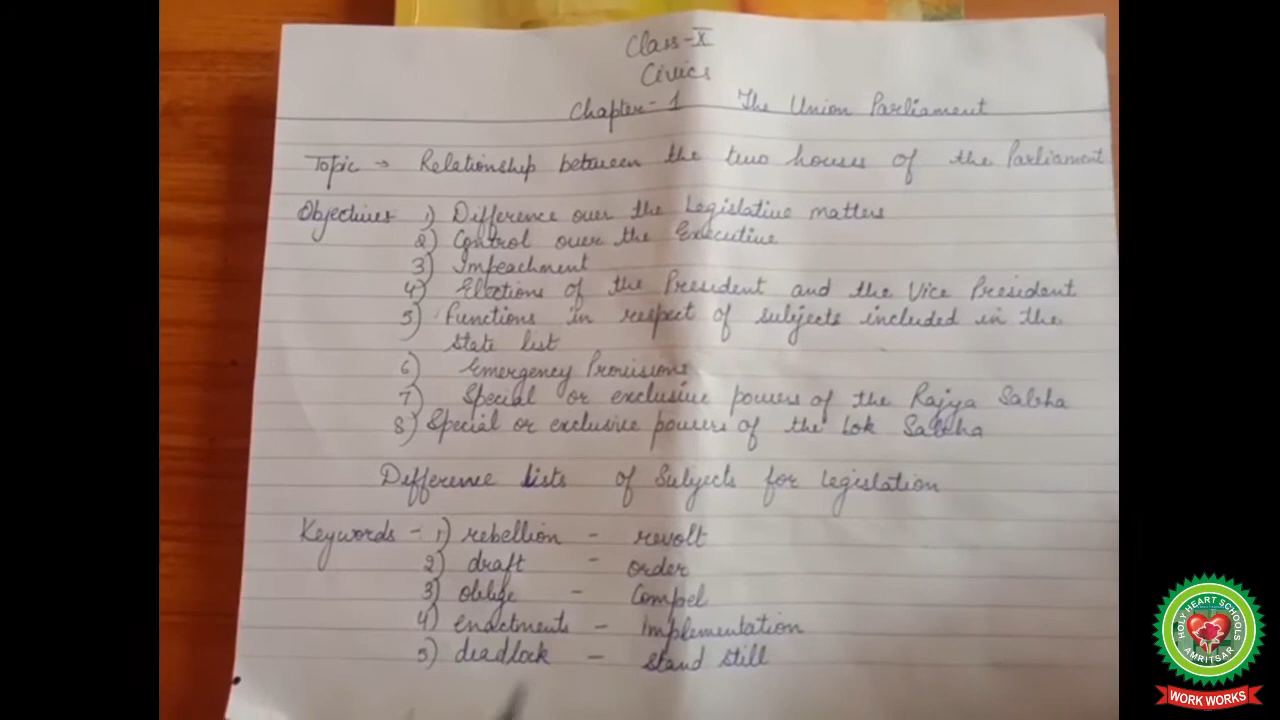 Class-X
Civics
Chapter-1 The Union Parliament
Topic → Relationship between the two houses of the Parliament
Objectives 1) Difference over the Legislative matters
2) Control over the Executive
3) Impeachment
4) Elections of the President and the Vice President
5) Functions in respect of subjects included in the
state list
6) Emergency Provisions
7) Special or exclusive powers of the Rajya Sabha
8) Special or exclusive powers of the Lok Sabha
Difference lists of Subjects for Legislation
Keywords - 1) rebellion - revolt
2) draft - order
3) oblige - Compel
4) enactments - Implementation
5) deadlock - stand still
HOLY HEART SCHOOLS
AMRITSAR
WORK WORKS